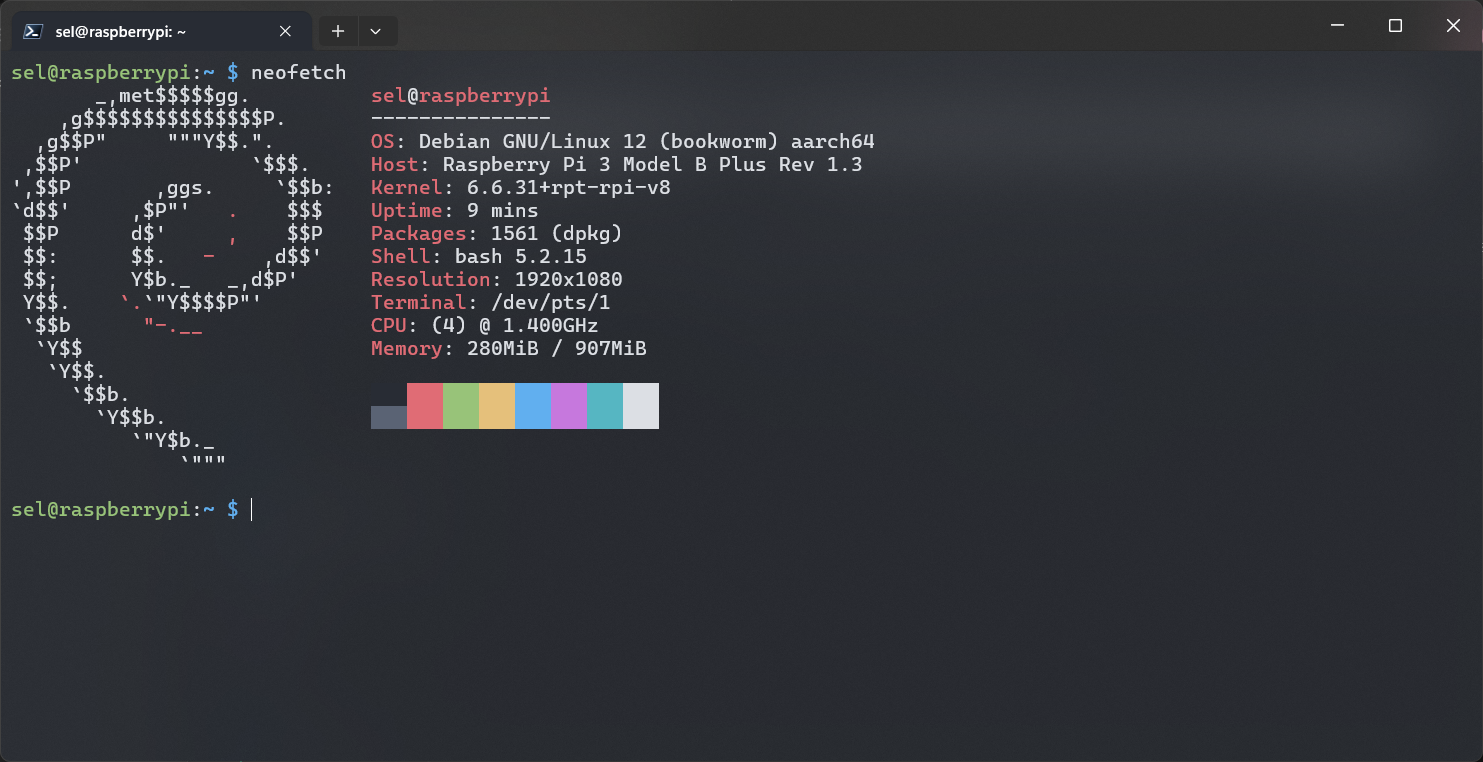 sel@raspberrypi: ~
sel@raspberrypi:~ $ neofetch
       _,met$$$$$gg.          sel@raspberrypi
    ,g$$$$$$$$$$$$$$$P.       ---------------
  ,g$$P"     """Y$$.".        OS: Debian GNU/Linux 12 (bookworm) aarch64
 ,$$P'              `$$$.     Host: Raspberry Pi 3 Model B Plus Rev 1.3
',$$P       ,ggs.     `$$b:   Kernel: 6.6.31+rpt-rpi-v8
`d$$'     ,$P"'   .    $$$    Uptime: 9 mins
 $$P      d$'     ,    $$P    Packages: 1561 (dpkg)
 $$:      $$.   -    ,d$$'    Shell: bash 5.2.15
 $$;      Y$b._   _,d$P'      Resolution: 1920x1080
 Y$$.    `.`"Y$$$$P"'         Terminal: /dev/pts/1
 `$$b      "-.__              CPU: (4) @ 1.400GHz
  `Y$$                        Memory: 280MiB / 907MiB
   `Y$$.
     `$$b.
       `Y$$b.
          `"Y$b._
              `"""
sel@raspberrypi:~ $